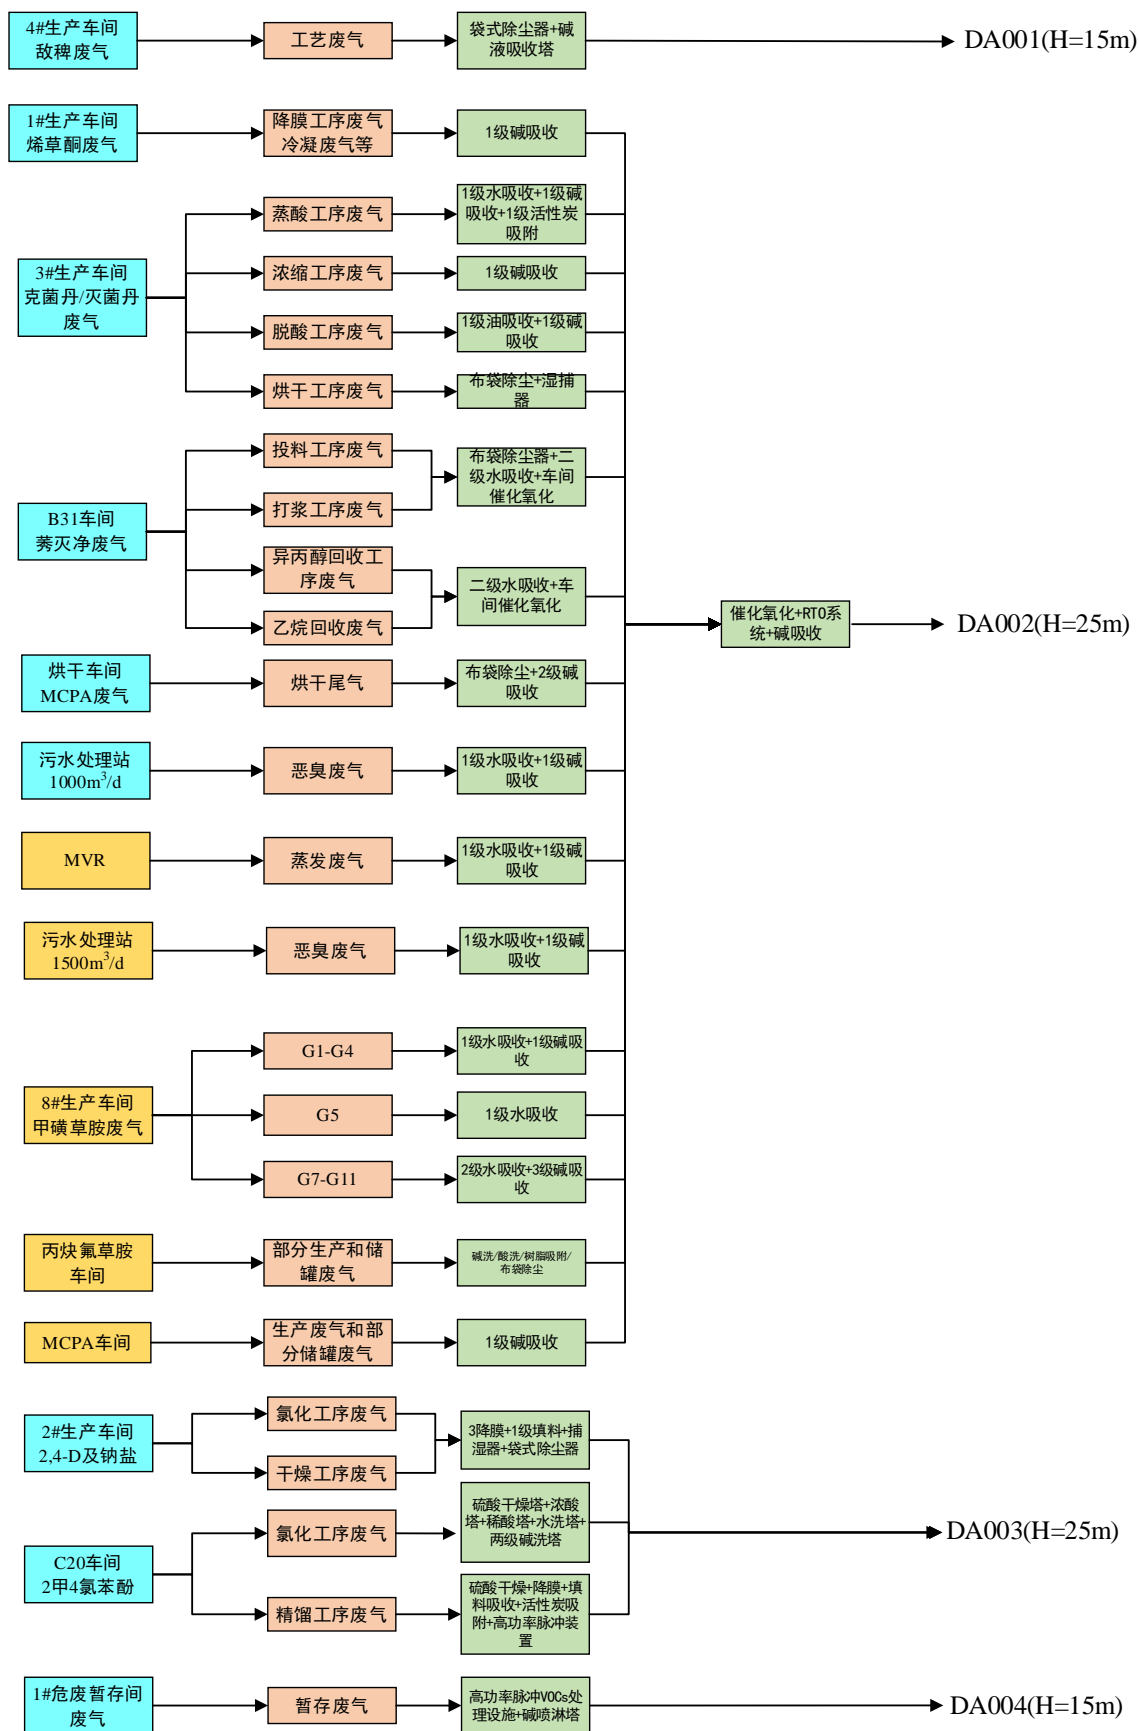 4#生产车间
敌稗废气
工艺废气
袋式除尘器+碱
液吸收塔
DA001(H=15m)
1#生产车间
烯草酮废气
降膜工序废气
冷凝废气等
1级碱吸收
3#生产车间
克菌丹/灭菌丹
废气
蒸酸工序废气
1级水吸收+1级碱
吸收+1级活性炭
吸附
浓缩工序废气
1级碱吸收
脱酸工序废气
1级油吸收+1级碱
吸收
烘干工序废气
布袋除尘+湿捕
器
B31车间
莠灭净废气
投料工序废气
打浆工序废气
布袋除尘器+二
级水吸收+车间
催化氧化
异丙醇回收工
序废气
乙烷回收废气
二级水吸收+车
间催化氧化
催化氧化+RTO系
统+碱吸收
DA002(H=25m)
烘干车间
MCPA废气
烘干尾气
布袋除尘+2级碱
吸收
污水处理站
1000m³/d
恶臭废气
1级水吸收+1级碱
吸收
MVR
蒸发废气
1级水吸收+1级碱
吸收
污水处理站
1500m³/d
恶臭废气
1级水吸收+1级碱
吸收
8#生产车间
甲磺草胺废气
G1-G4
1级水吸收+1级碱吸
收
G5
1级水吸收
G7-G11
2级水吸收+3级碱吸
收
丙炔氟草胺
车间
部分生产和储
罐废气
碱洗/酸洗/树脂吸附/
布袋除尘
MCPA车间
生产废气和部
分储罐废气
1级碱吸收
2#生产车间
2,4-D及钠盐
氯化工序废气
干燥工序废气
3降膜+1级填料+捕
湿器+袋式除尘器
C20车间
2甲4氯苯酚
氯化工序废气
硫酸干燥塔+浓酸
塔+稀酸塔+水洗塔+
两级碱洗塔
DA003(H=25m)
精馏工序废气
硫酸干燥+降膜+填
料吸收+活性炭吸
附+高功率脉冲装
置
1#危废暂存间
废气
暂存废气
高功率脉冲VOCs处
理设施+碱喷淋塔
DA004(H=15m)